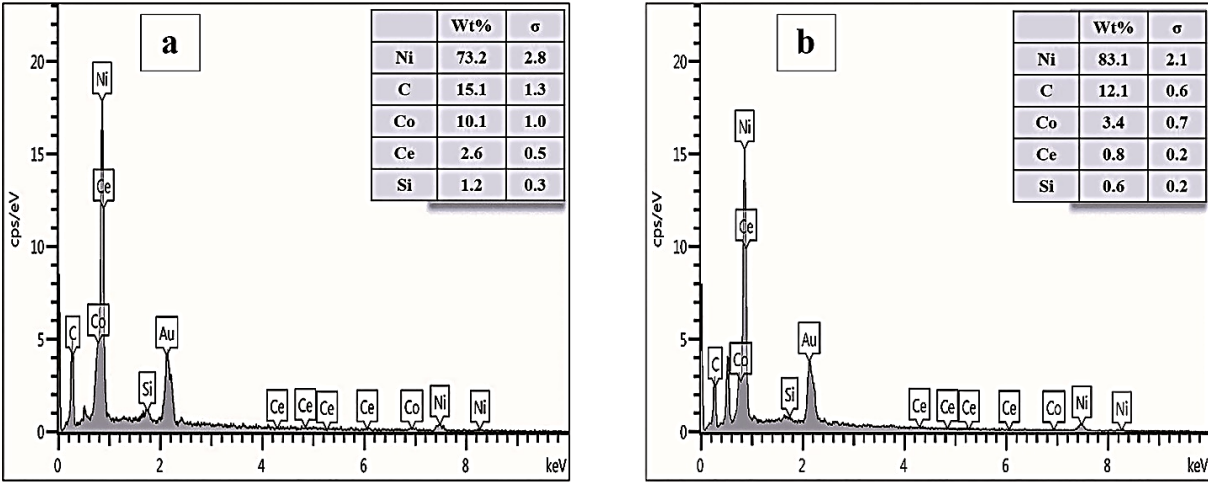 a
Wt% σ
Ni 73.2 2.8
C 15.1 1.3
Co 10.1 1.0
Ce 2.6 0.5
Si 1.2 0.3
cps/eV
20
15
10
5
0
Ni
Ce
Co
C
Au
Si
Ce Ce Ce Ce Co Ni Ni
0 2 4 6 8 keV
b
Wt% σ
Ni 83.1 2.1
C 12.1 0.6
Co 3.4 0.7
Ce 0.8 0.2
Si 0.6 0.2
cps/eV
20
15
10
5
0
Ni
Ce
Co
C
Au
Si
Ce Ce Ce Ce Co Ni Ni
0 2 4 6 8 keV